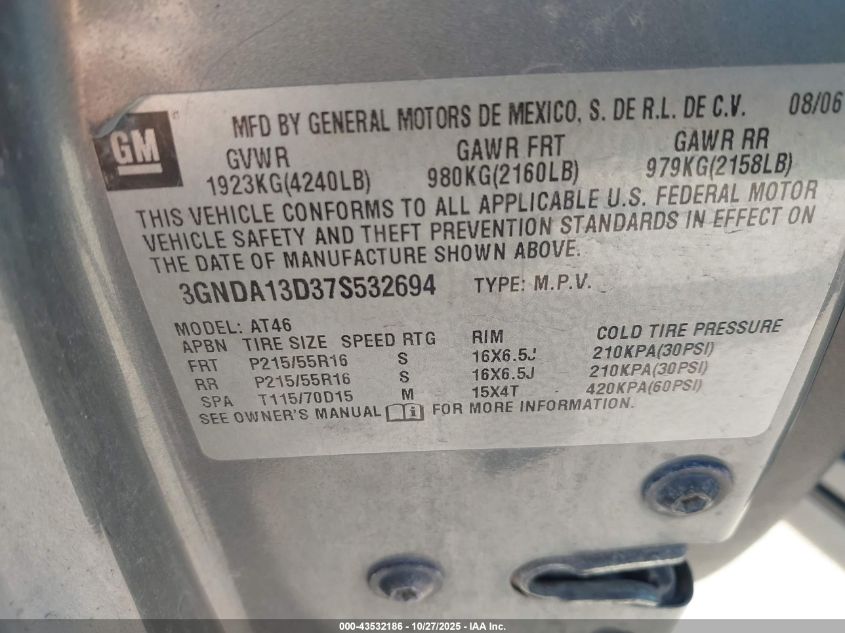 GM
MFD BY GENERAL MOTORS DE MEXICO, S. DE R.L. DE C.V. 08/06
GVWR GAWR FRT GAWR RR
1923KG(4240LB) 980KG(2160LB) 979KG(2158LB)
THIS VEHICLE CONFORMS TO ALL APPLICABLE U.S. FEDERAL MOTOR
VEHICLE SAFETY AND THEFT PREVENTION STANDARDS IN EFFECT ON
THE DATE OF MANUFACTURE SHOWN ABOVE.
3GNDA13D37S532694 TYPE: M.P.V.
MODEL: AT46
APBN TIRE SIZE SPEED RTG RIM COLD TIRE PRESSURE
FRT P215/55R16 S 16X6.5J 210KPA(30PSI)
RR P215/55R16 S 16X6.5J 210KPA(30PSI)
SPA T115/70D15 M 15X4T 420KPA(60PSI)
SEE OWNER'S MANUAL FOR MORE INFORMATION.
000-43532186 - 10/27/2025 - IAA Inc.